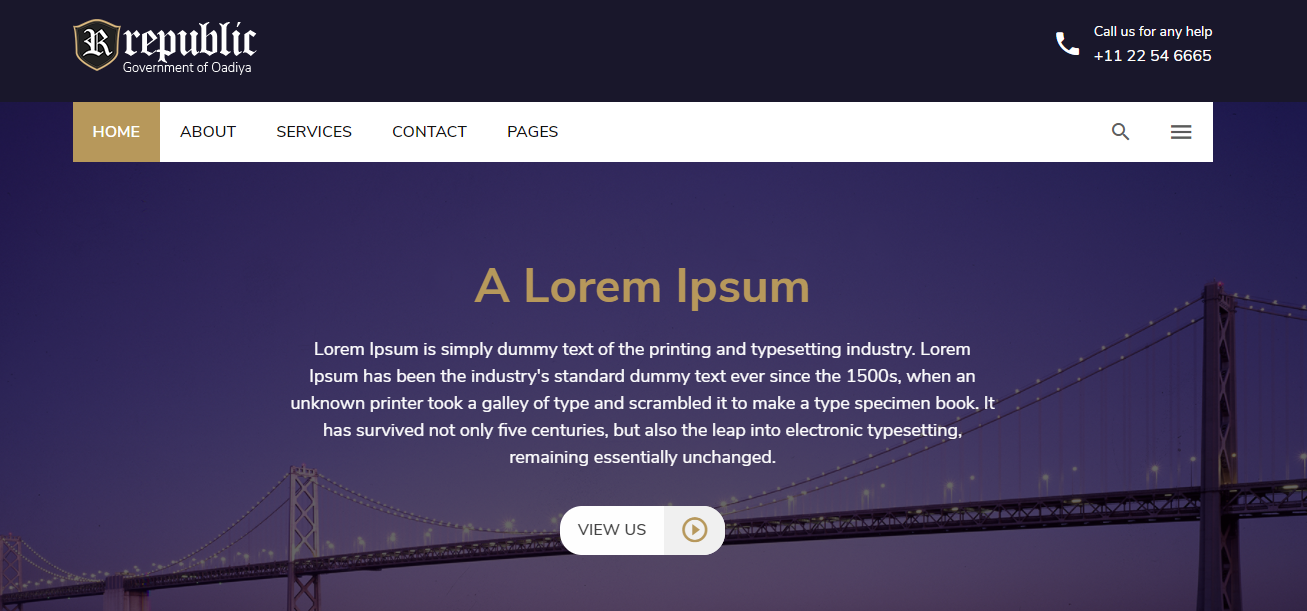 R republic
Government of Oadiya
Call us for any help
+11 22 54 6665
HOME ABOUT SERVICES CONTACT PAGES
A Lorem Ipsum
Lorem Ipsum is simply dummy text of the printing and typesetting industry. Lorem
Ipsum has been the industry's standard dummy text ever since the 1500s, when an
unknown printer took a galley of type and scrambled it to make a type specimen book. It
has survived not only five centuries, but also the leap into electronic typesetting,
remaining essentially unchanged.
VIEW US